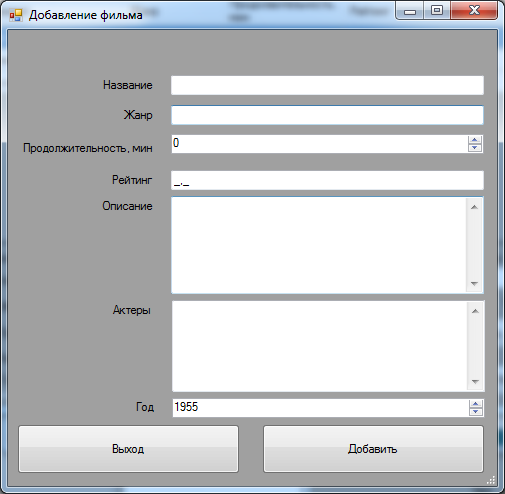 Добавление фильма
Название
Жанр
Продолжительность, мин
0
Рейтинг
_._
Описание
Актеры
Год
1955
Выход
Добавить